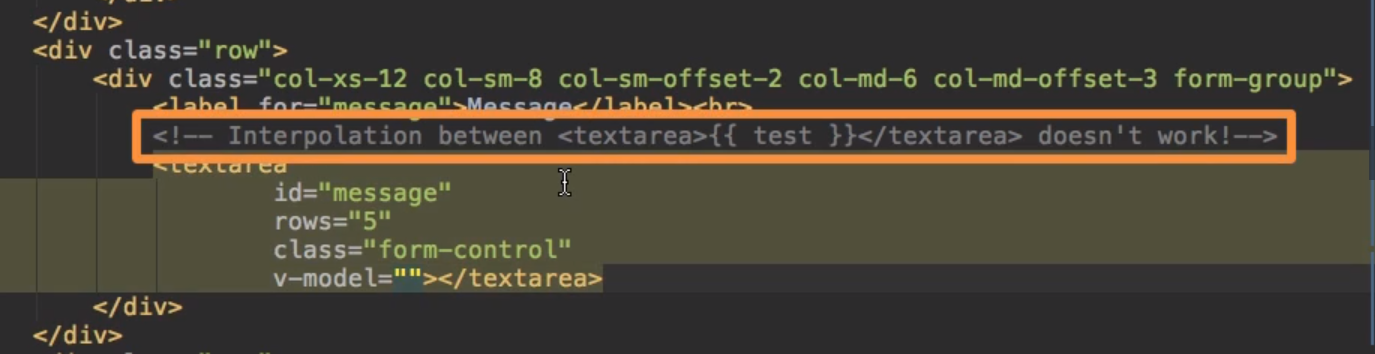 </div>
<div class="row">
<div class="col-xs-12 col-sm-8 col-sm-offset-2 col-md-6 col-md-offset-3 form-group">
<label for="message">Message</label><br>
<!-- Interpolation between <textarea>{{ test }}</textarea> doesn't work!-->
<textarea
id="message"
rows="5"
class="form-control"
v-model=""></textarea>
</div>
</div>